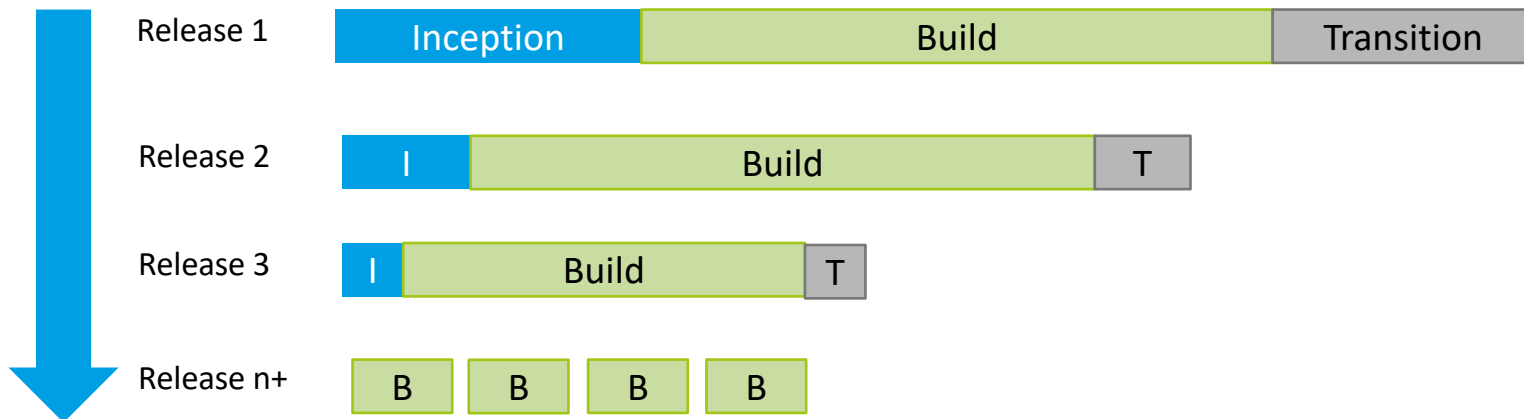 Release 1 Inception Build Transition
Release 2 I Build T
Release 3 I Build T
Release n+ B B B B